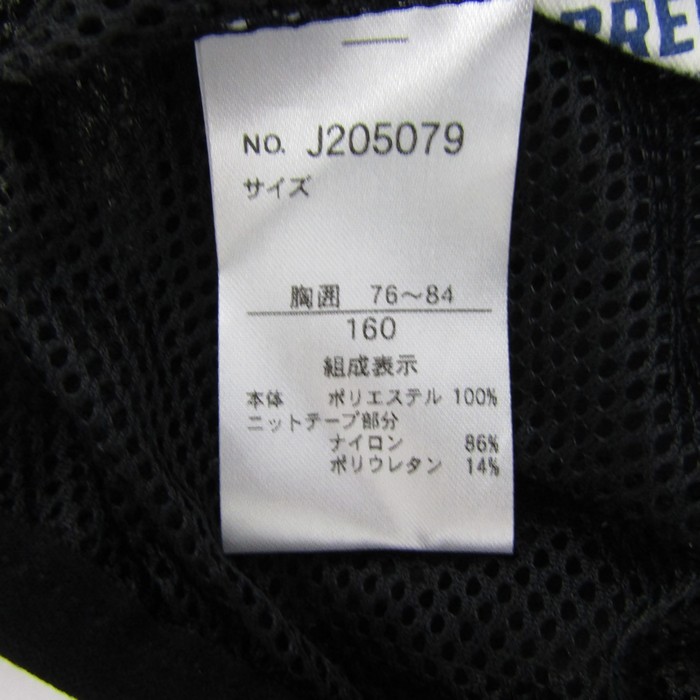 BRE
NO. J205079
サイズ
胸囲 76～84
160
組成表示
本体 ポリエステル 100%
ニットテープ部分
ナイロン 86%
ポリウレタン 14%